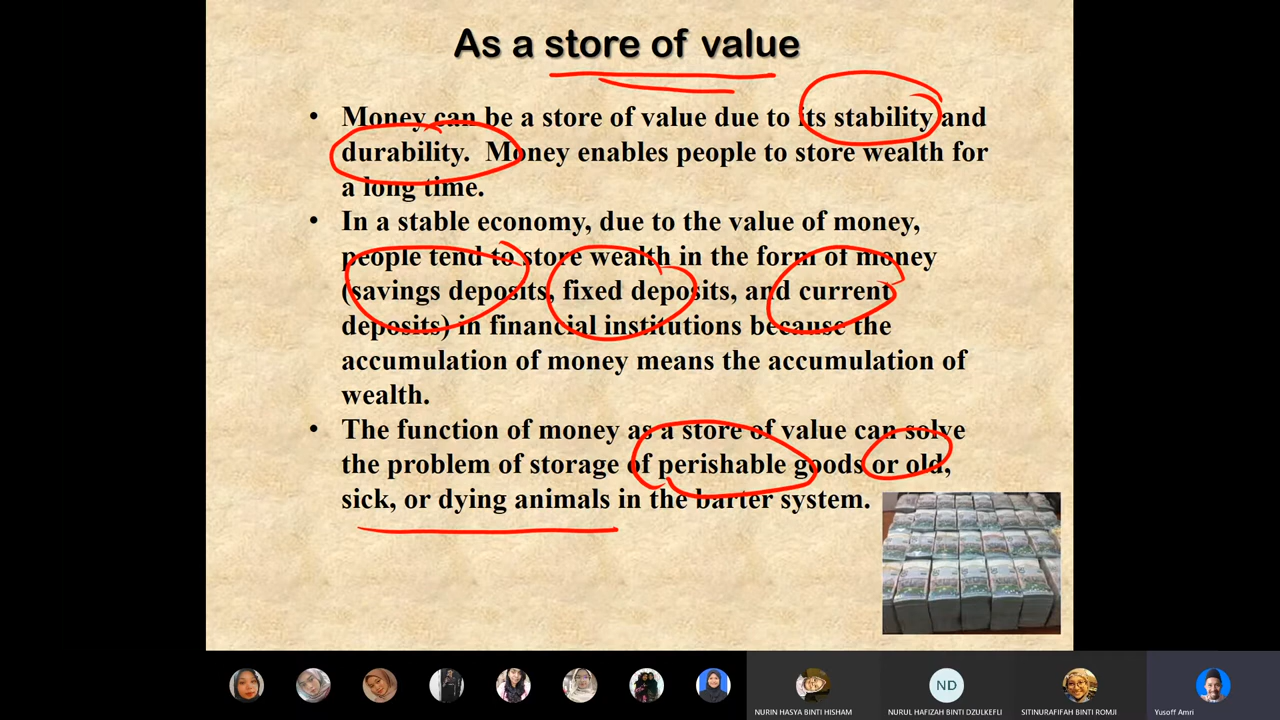 As a store of value
• Money can be a store of value due to its stability and
durability. Money enables people to store wealth for
a long time.
• In a stable economy, due to the value of money,
people tend to store wealth in the form of money
(savings deposits, fixed deposits, and current
deposits) in financial institutions because the
accumulation of money means the accumulation of
wealth.
• The function of money as a store of value can solve
the problem of storage of perishable goods or old,
sick, or dying animals in the barter system.
ND
NURIN HASYA BINTI HISHAM
NURUL HAFIZAH BINTI DZULKEFLI
SITINURAFIFAH BINTI ROMJI
Yusoff Amri